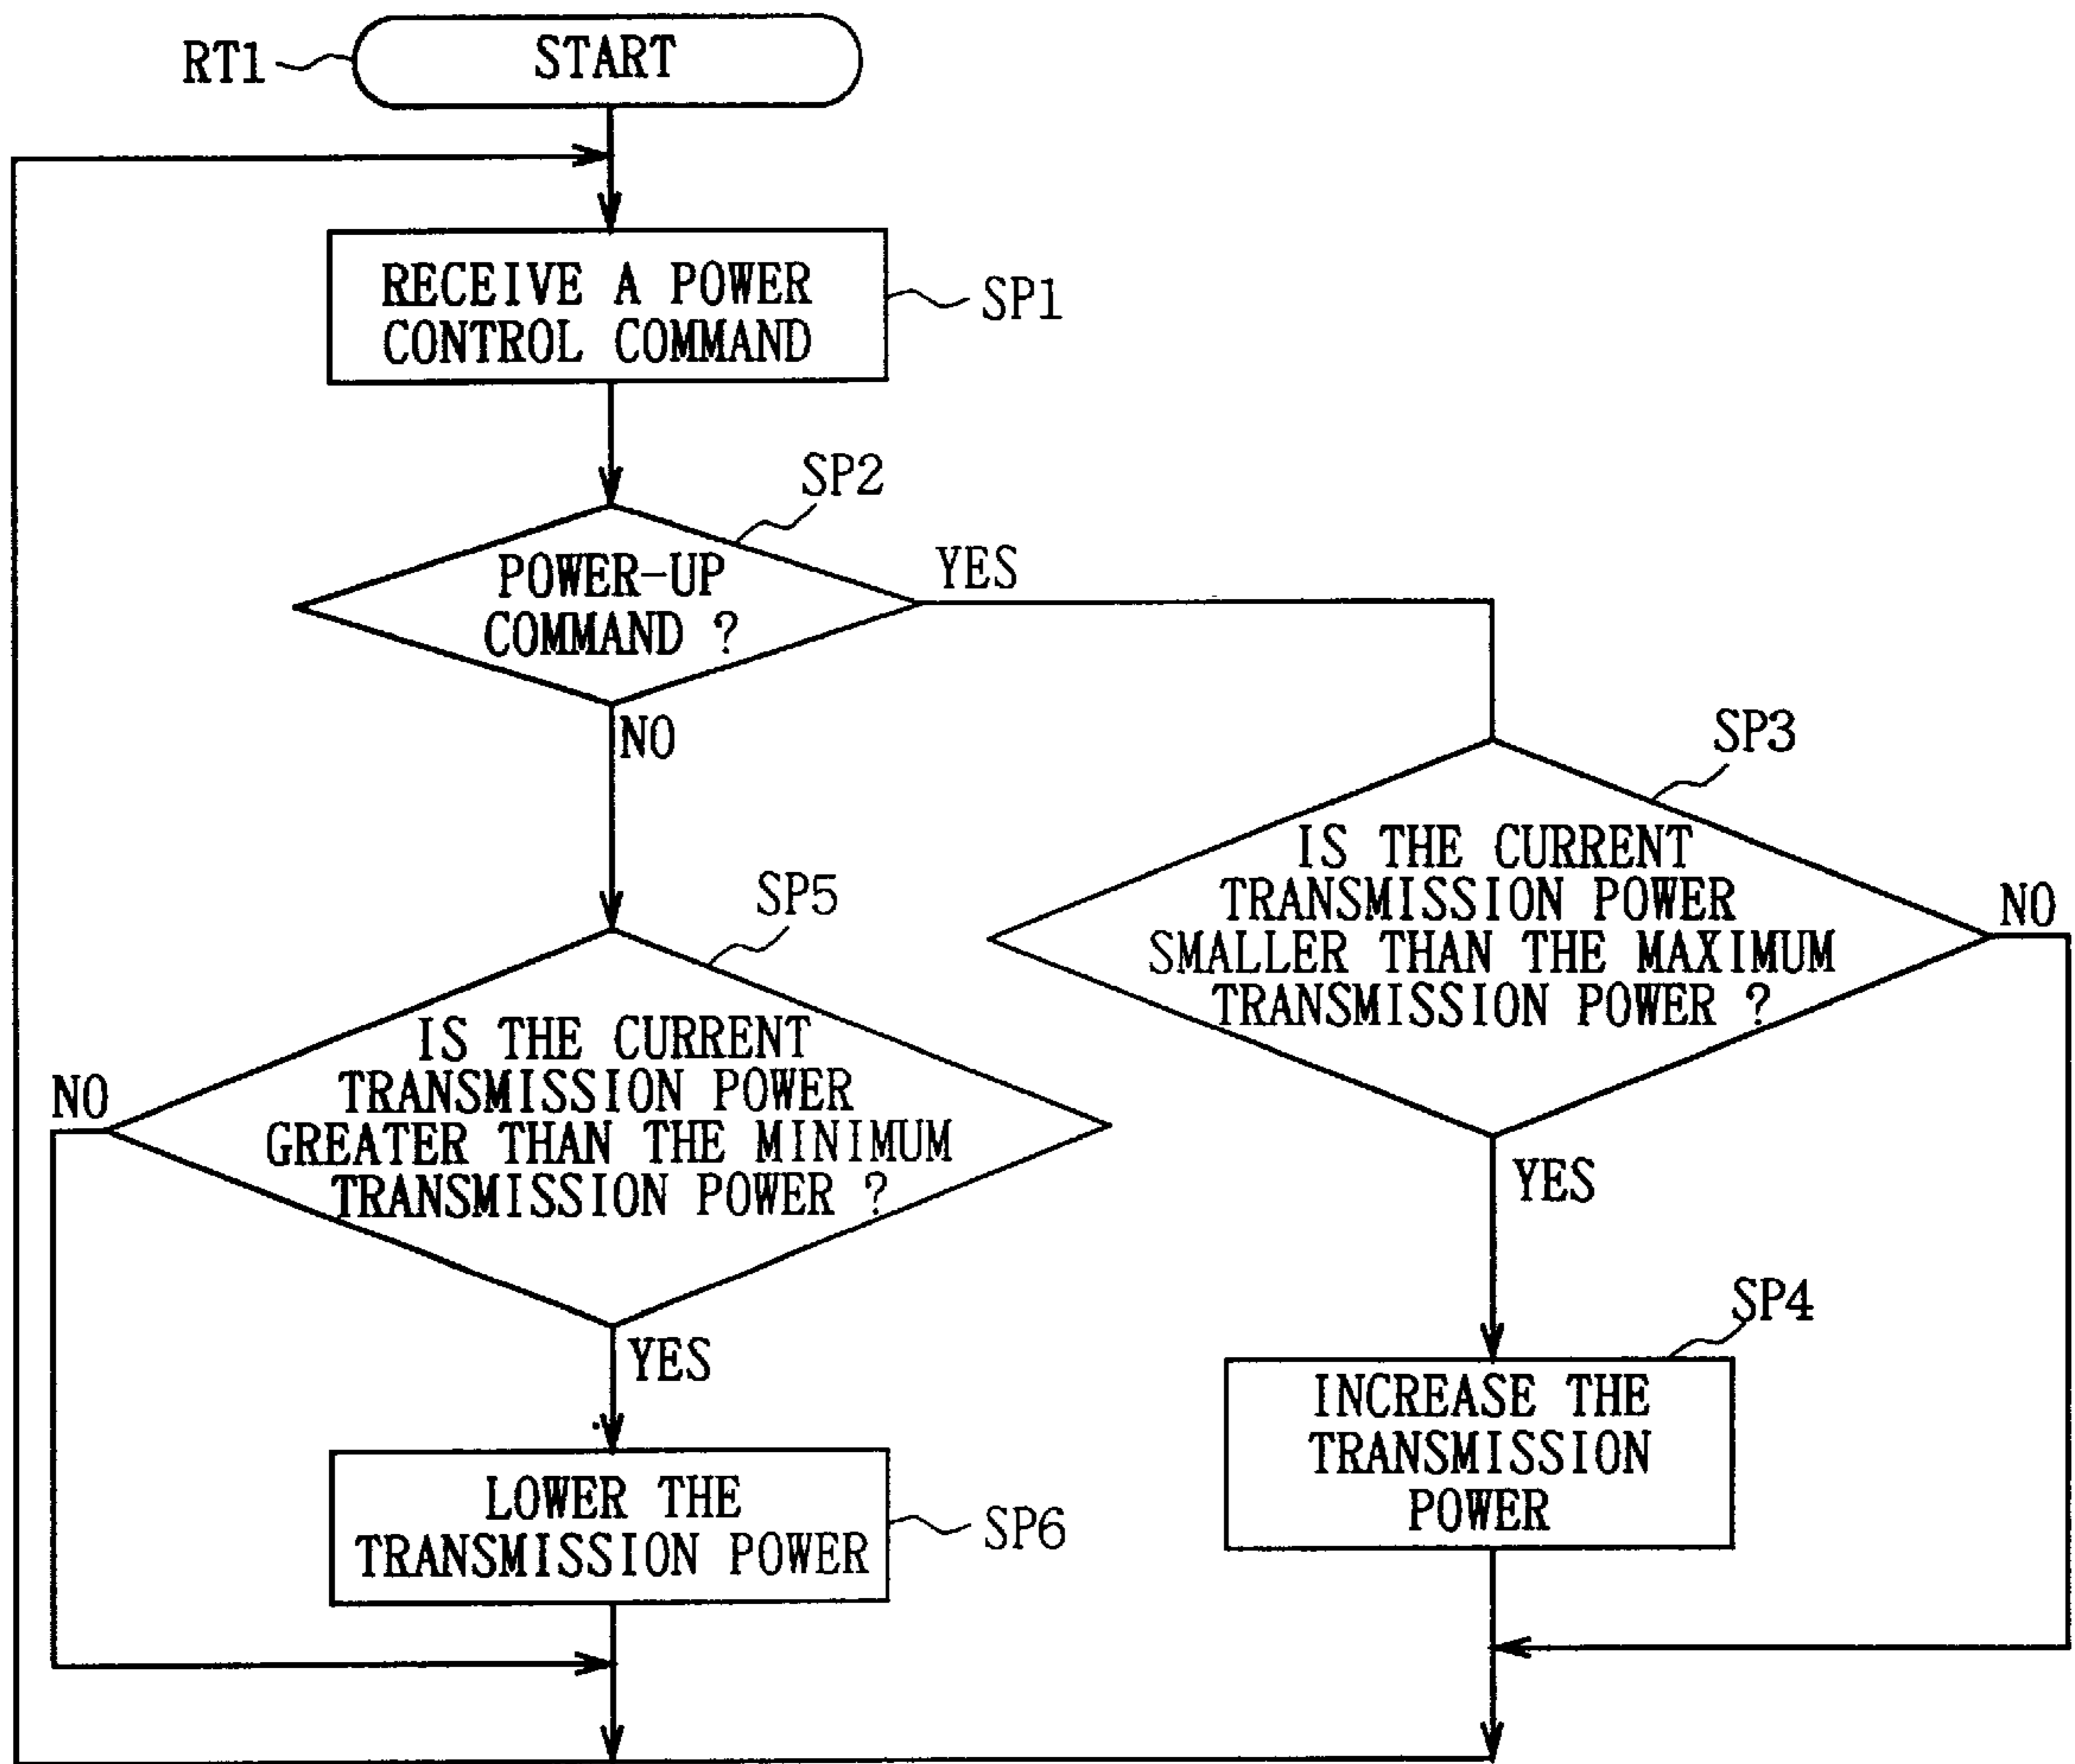 RT1
START
RECEIVE A POWER
CONTROL COMMAND
SP1
SP2
POWER-UP
COMMAND ?
YES
NO
SP3
IS THE CURRENT
TRANSMISSION POWER
SMALLER THAN THE MAXIMUM
TRANSMISSION POWER ?
NO
YES
SP5
IS THE CURRENT
TRANSMISSION POWER
GREATER THAN THE MINIMUM
TRANSMISSION POWER ?
NO
YES
SP4
INCREASE THE
TRANSMISSION
POWER
LOWER THE
TRANSMISSION POWER
SP6